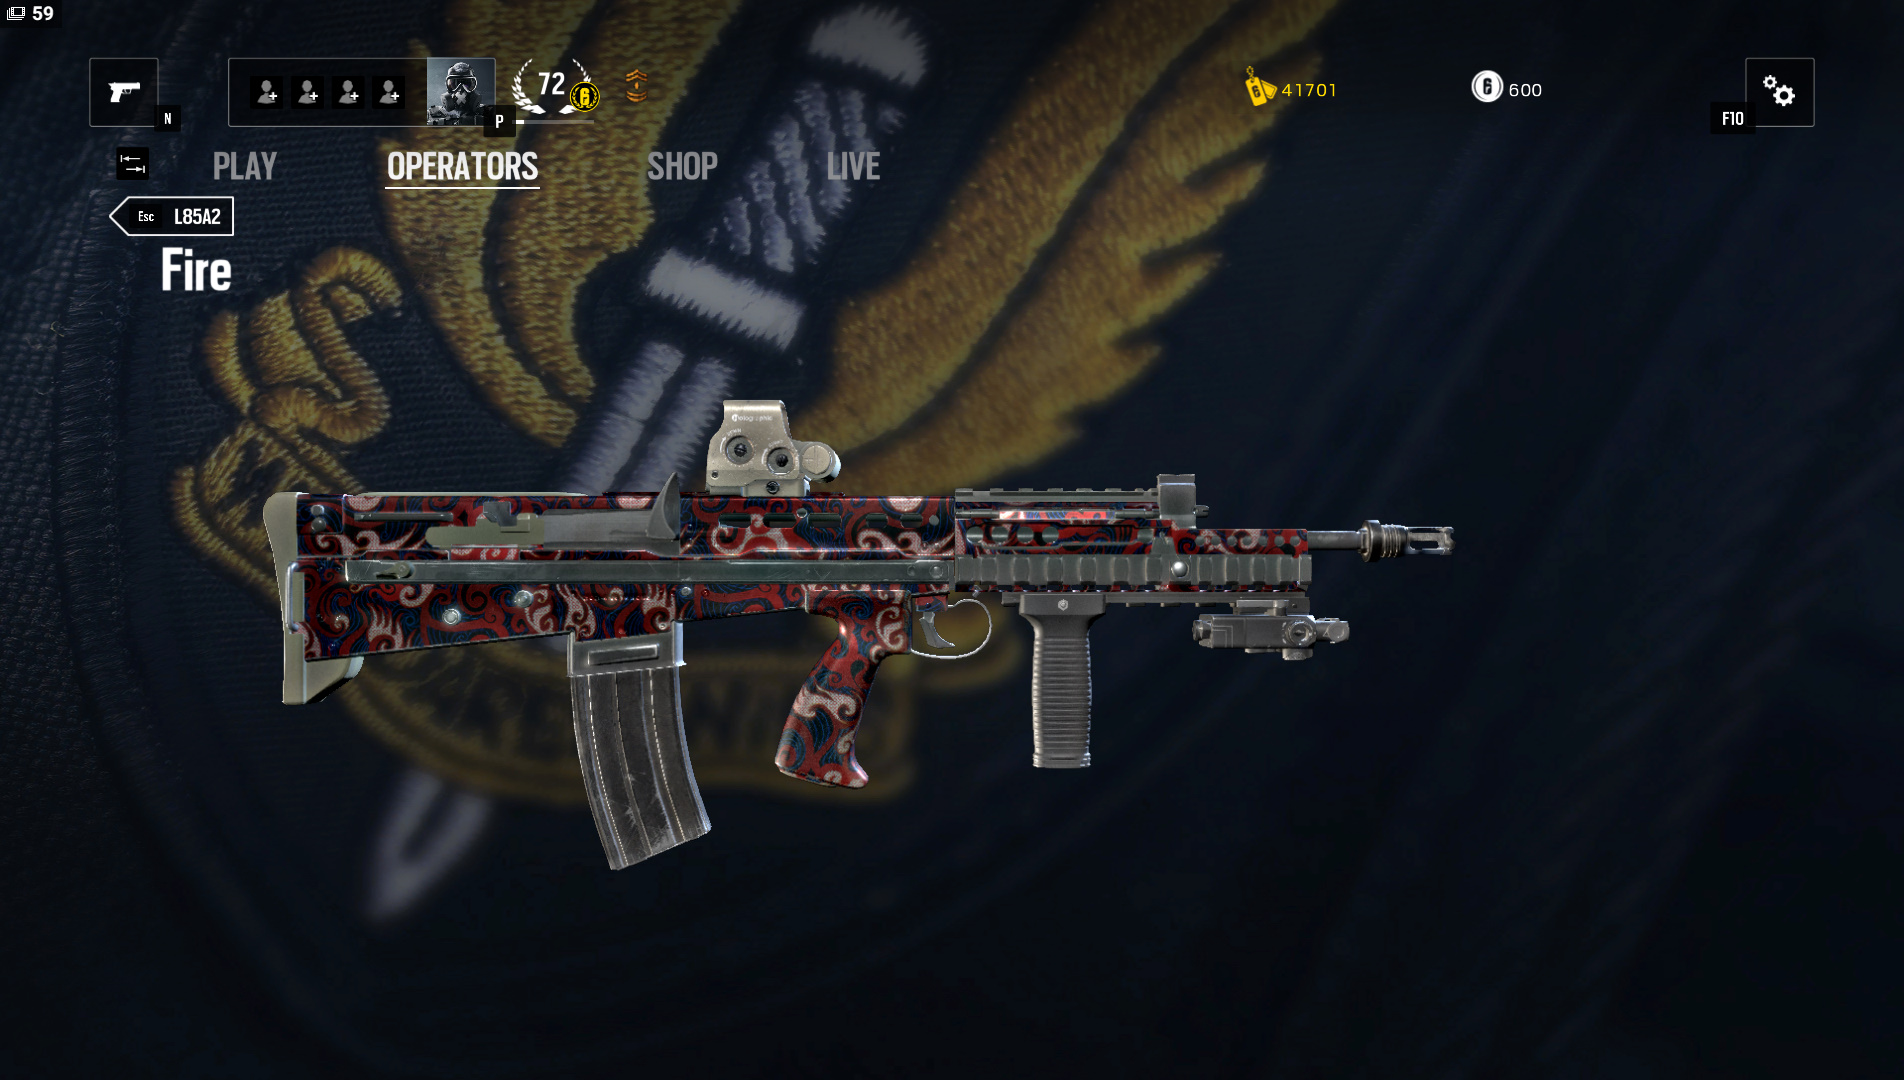 59
N
P
72
41701
600
F10
PLAY
OPERATORS
SHOP
LIVE
Esc L85A2
Fire